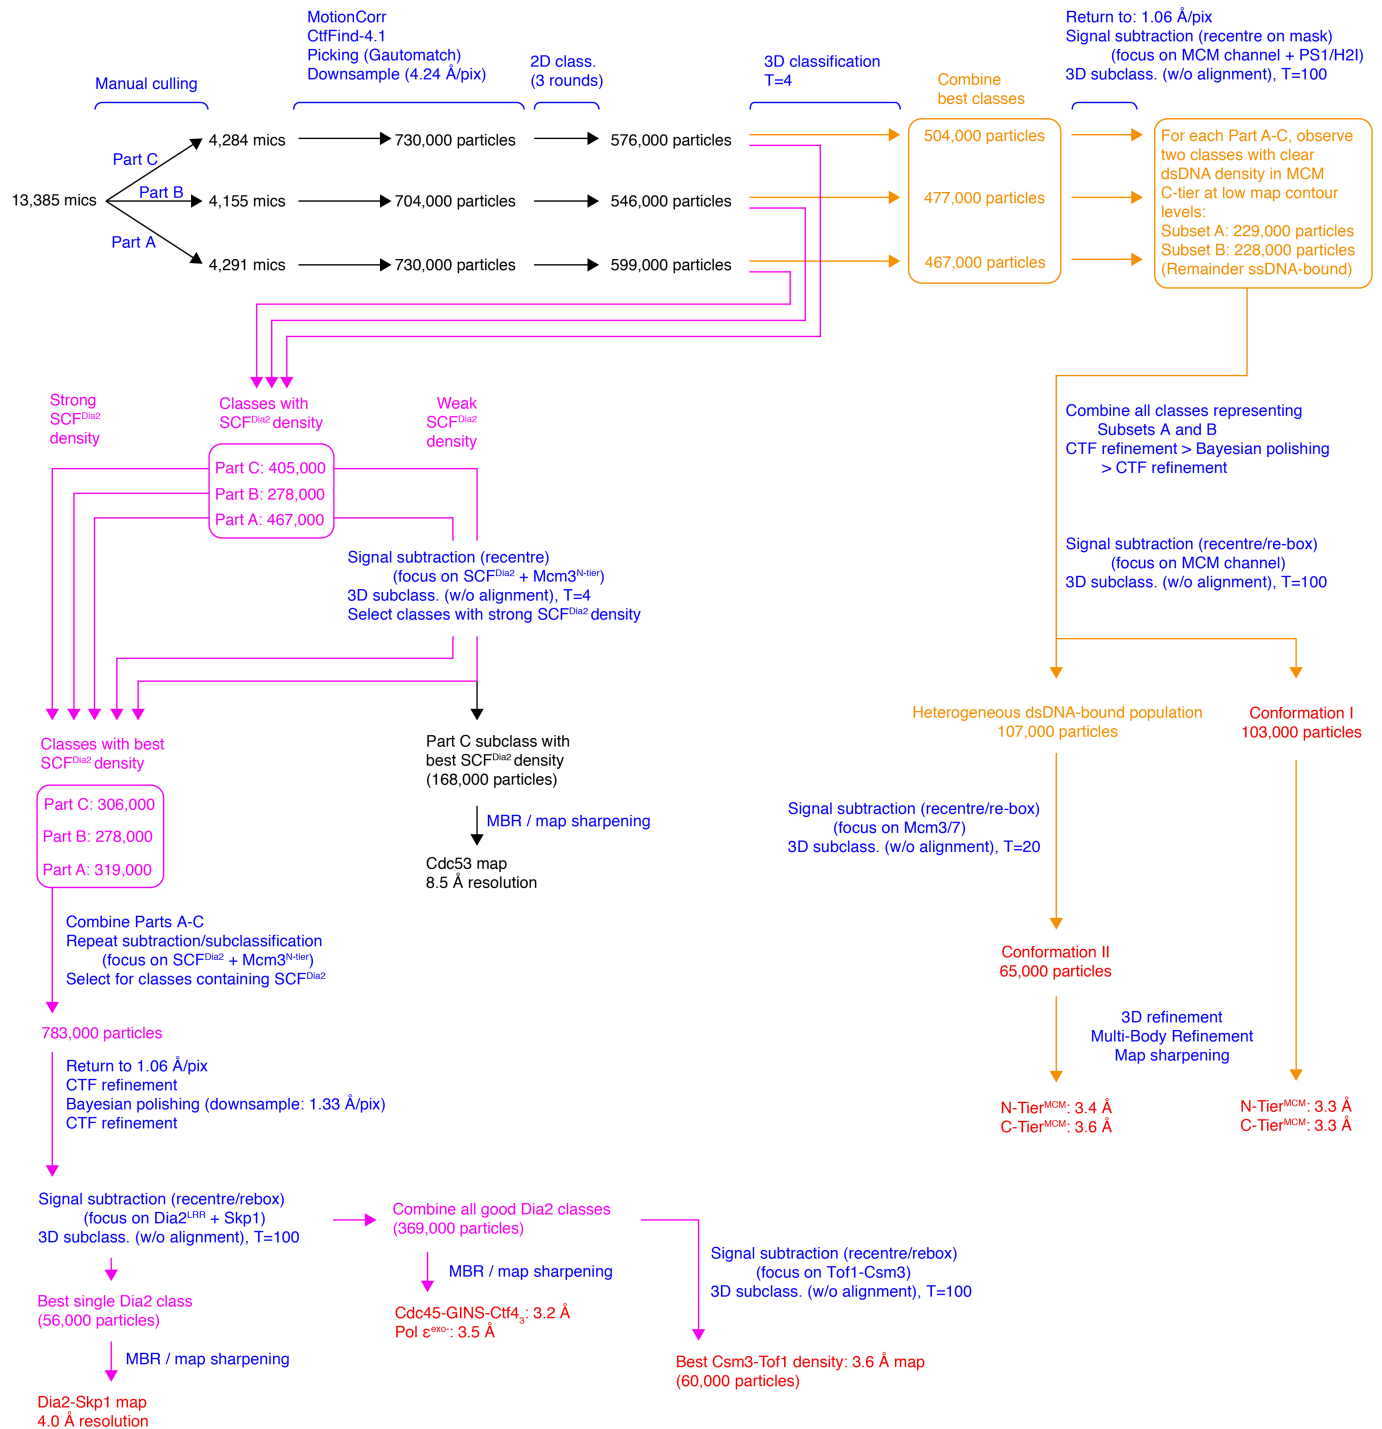 MotionCorr
CtfFind-4.1
Picking (Gautomatch)
Downsample (4.24 Å/pix)
Manual culling
2D class.
(3 rounds)
3D classification
T=4
Combine
best classes
Return to: 1.06 Å/pix
Signal subtraction (recentre on mask)
(focus on MCM channel + PS1/H2I)
3D subclass. (w/o alignment), T=100
13,385 mics
Part C
Part B
Part A
4,284 mics
730,000 particles
576,000 particles
504,000 particles
4,155 mics
704,000 particles
546,000 particles
477,000 particles
4,291 mics
730,000 particles
599,000 particles
467,000 particles
For each Part A-C, observe
two classes with clear
dsDNA density in MCM
C-tier at low map contour
levels:
Subset A: 229,000 particles
Subset B: 228,000 particles
(Remainder ssDNA-bound)
Strong
SCFDia2
density
Classes with
SCFDia2 density
Weak
SCFDia2
density
Part C: 405,000
Part B: 278,000
Part A: 467,000
Signal subtraction (recentre)
(focus on SCFDia2 + Mcm3N-tier)
3D subclass. (w/o alignment), T=4
Select classes with strong SCFDia2 density
Combine all classes representing
Subsets A and B
CTF refinement > Bayesian polishing
> CTF refinement
Signal subtraction (recentre/re-box)
(focus on MCM channel)
3D subclass. (w/o alignment), T=100
Classes with best
SCFDia2 density
Part C: 306,000
Part B: 278,000
Part A: 319,000
Part C subclass with
best SCFDia2 density
(168,000 particles)
MBR / map sharpening
Cdc53 map
8.5 Å resolution
Heterogeneous dsDNA-bound population
107,000 particles
Conformation I
103,000 particles
Signal subtraction (recentre/re-box)
(focus on Mcm3/7)
3D subclass. (w/o alignment), T=20
Conformation II
65,000 particles
3D refinement
Multi-Body Refinement
Map sharpening
N-TierMCM: 3.4 Å
C-TierMCM: 3.6 Å
N-TierMCM: 3.3 Å
C-TierMCM: 3.3 Å
Combine Parts A-C
Repeat subtraction/subclassification
(focus on SCFDia2 + Mcm3N-tier)
Select for classes containing SCFDia2
783,000 particles
Return to 1.06 Å/pix
CTF refinement
Bayesian polishing (downsample: 1.33 Å/pix)
CTF refinement
Signal subtraction (recentre/rebox)
(focus on Dia2LRR + Skp1)
3D subclass. (w/o alignment), T=100
Combine all good Dia2 classes
(369,000 particles)
MBR / map sharpening
Cdc45-GINS-Ctf43: 3.2 Å
Pol εexo-: 3.5 Å
Signal subtraction (recentre/rebox)
(focus on Tof1-Csm3)
3D subclass. (w/o alignment), T=100
Best Csm3-Tof1 density: 3.6 Å map
(60,000 particles)
Best single Dia2 class
(56,000 particles)
MBR / map sharpening
Dia2-Skp1 map
4.0 Å resolution